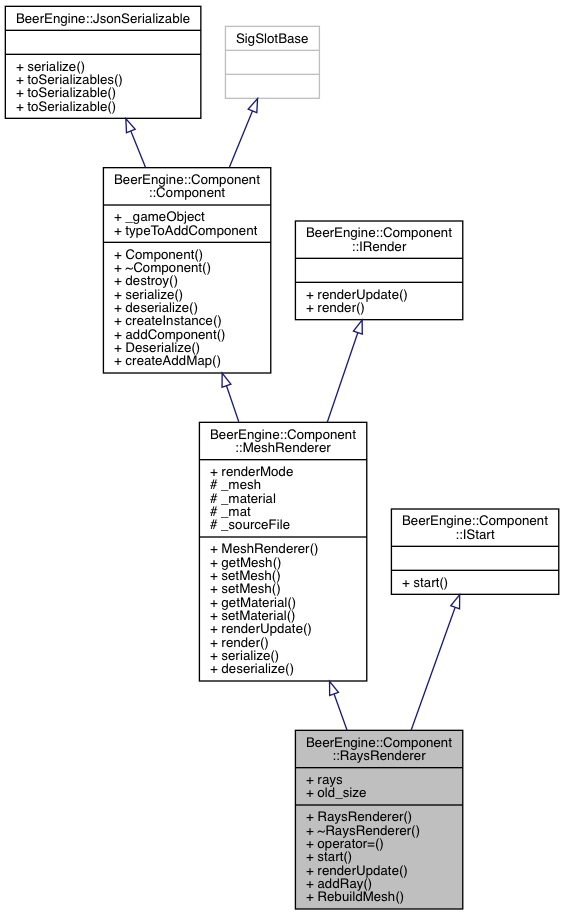 BeerEngine::JsonSerializable
+ serialize()
+ toSerializables()
+ toSerializable()
+ toSerializable()
SigSlotBase
BeerEngine::Component
::Component
+ _gameObject
+ typeToAddComponent
+ Component()
+ ~Component()
+ destroy()
+ serialize()
+ deserialize()
+ createInstance()
+ addComponent()
+ Deserialize()
+ createAddMap()
BeerEngine::Component
::IRender
+ renderUpdate()
+ render()
BeerEngine::Component
::MeshRenderer
+ renderMode
# _mesh
# _material
# _mat
# _sourceFile
+ MeshRenderer()
+ getMesh()
+ setMesh()
+ setMesh()
+ getMaterial()
+ setMaterial()
+ renderUpdate()
+ render()
+ serialize()
+ deserialize()
BeerEngine::Component
::IStart
+ start()
BeerEngine::Component
::RaysRenderer
+ rays
+ old_size
+ RaysRenderer()
+ ~RaysRenderer()
+ operator=()
+ start()
+ renderUpdate()
+ addRay()
+ RebuildMesh()